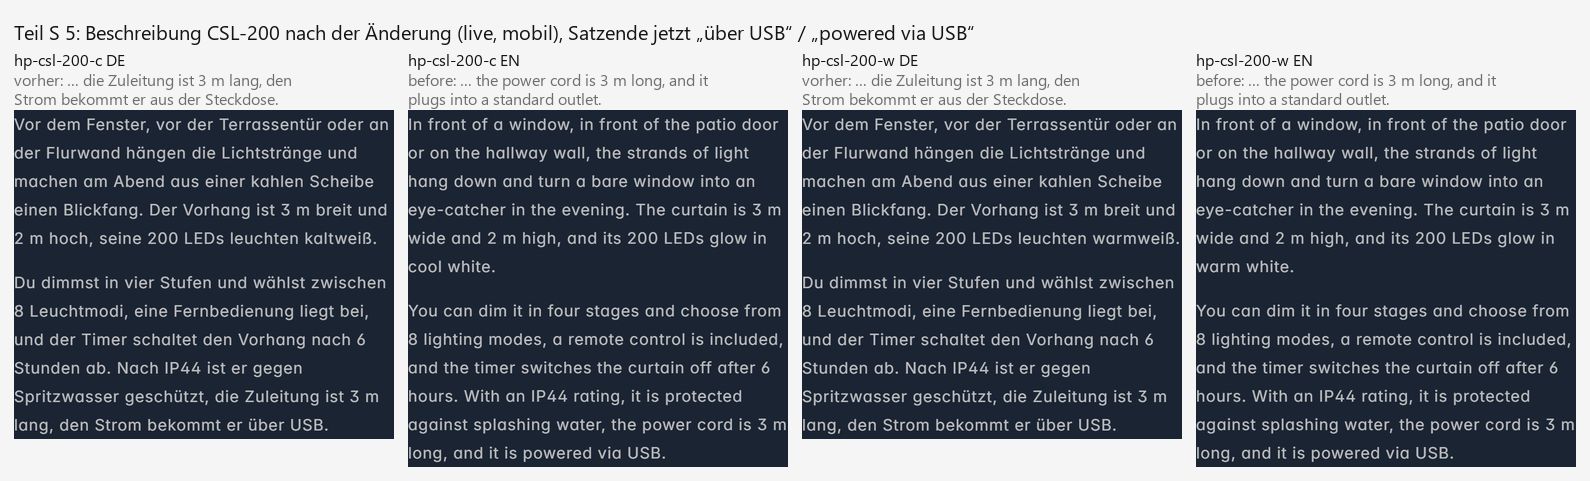 Teil S 5: Beschreibung CSL-200 nach der Änderung (live, mobil), Satzende jetzt „über USB“ / „powered via USB“
hp-csl-200-c DE
vorher: ... die Zuleitung ist 3 m lang, den
Strom bekommt er aus der Steckdose.
Vor dem Fenster, vor der Terrassentür oder an
der Flurwand hängen die Lichtstränge und
machen am Abend aus einer kahlen Scheibe
einen Blickfang. Der Vorhang ist 3 m breit und
2 m hoch, seine 200 LEDs leuchten kaltweiß.
Du dimmst in vier Stufen und wählst zwischen
8 Leuchtmodi, eine Fernbedienung liegt bei,
und der Timer schaltet den Vorhang nach 6
Stunden ab. Nach IP44 ist er gegen
Spritzwasser geschützt, die Zuleitung ist 3 m
lang, den Strom bekommt er über USB.
hp-csl-200-c EN
before: ... the power cord is 3 m long, and it
plugs into a standard outlet.
In front of a window, in front of the patio door
or on the hallway wall, the strands of light
hang down and turn a bare window into an
eye-catcher in the evening. The curtain is 3 m
wide and 2 m high, and its 200 LEDs glow in
cool white.
You can dim it in four stages and choose from
8 lighting modes, a remote control is included,
and the timer switches the curtain off after 6
hours. With an IP44 rating, it is protected
against splashing water, the power cord is 3 m
long, and it is powered via USB.
hp-csl-200-w DE
vorher: ... die Zuleitung ist 3 m lang, den
Strom bekommt er aus der Steckdose.
Vor dem Fenster, vor der Terrassentür oder an
der Flurwand hängen die Lichtstränge und
machen am Abend aus einer kahlen Scheibe
einen Blickfang. Der Vorhang ist 3 m breit und
2 m hoch, seine 200 LEDs leuchten warmweiß.
Du dimmst in vier Stufen und wählst zwischen
8 Leuchtmodi, eine Fernbedienung liegt bei,
und der Timer schaltet den Vorhang nach 6
Stunden ab. Nach IP44 ist er gegen
Spritzwasser geschützt, die Zuleitung ist 3 m
lang, den Strom bekommt er über USB.
hp-csl-200-w EN
before: ... the power cord is 3 m long, and it
plugs into a standard outlet.
In front of a window, in front of the patio door
or on the hallway wall, the strands of light
hang down and turn a bare window into an
eye-catcher in the evening. The curtain is 3 m
wide and 2 m high, and its 200 LEDs glow in
warm white.
You can dim it in four stages and choose from
8 lighting modes, a remote control is included,
and the timer switches the curtain off after 6
hours. With an IP44 rating, it is protected
against splashing water, the power cord is 3 m
long, and it is powered via USB.